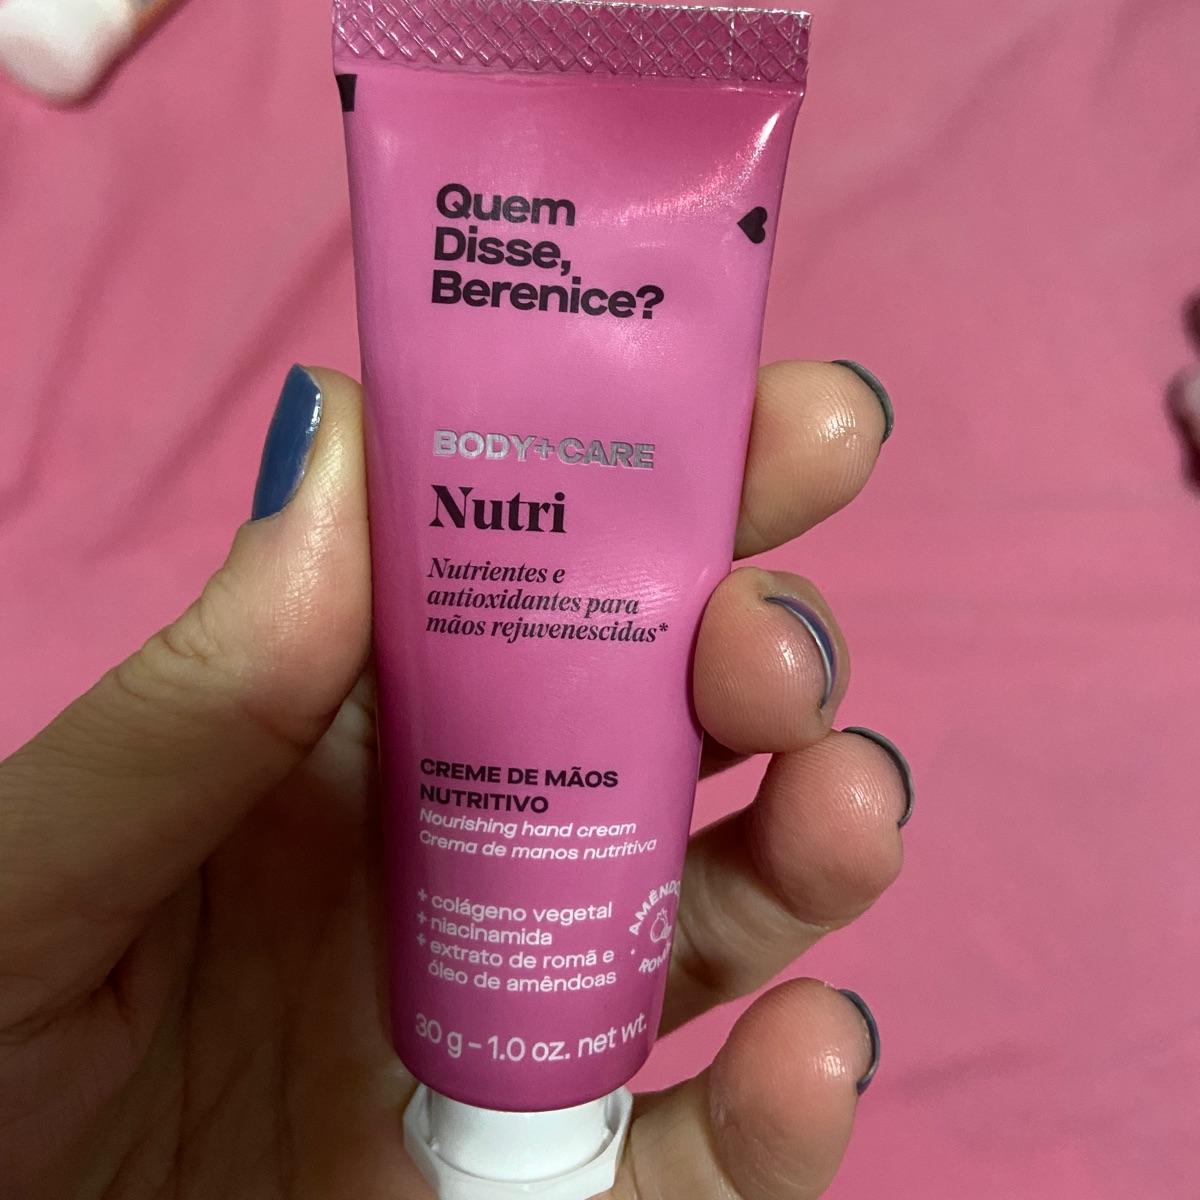 Quem
Disse,
Berenice?
BODY+CARE
Nutri
Nutrientes e
antioxidantes para
mãos rejuvenescidas*
CREME DE MÃOS
NUTRITIVO
Nourishing hand cream
Crema de manos nutritiva
+ colágeno vegetal
+ niacinamida
+ extrato de romã e
óleo de amêndoas
30 g - 1.0 oz. net wt.